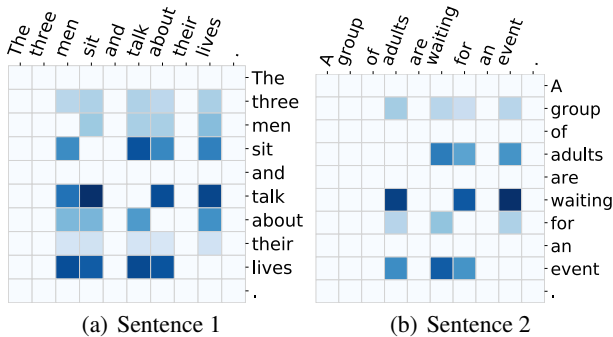 The three men sit and talk about their lives .
A group of adults are waiting for an event .
The
three
men
sit
and
talk
about
their
lives
.
A
group
of
adults
are
waiting
for
an
event
.
(a) Sentence 1
(b) Sentence 2